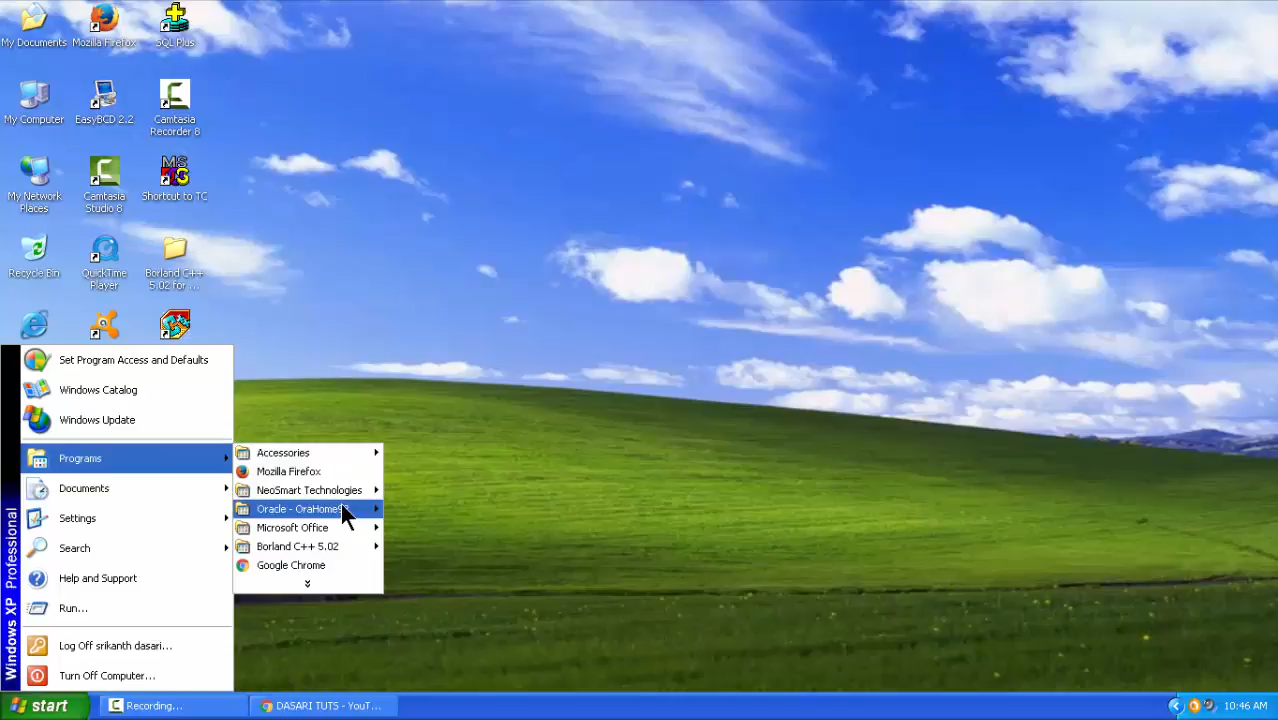 My Documents
Mozilla Firefox
SQL Plus
My Computer
EasyBCD 2.2
Camtasia
Recorder 8
My Network
Places
Camtasia
Studio 8
Shortcut to TC
Recycle Bin
QuickTime
Player
Borland C++
5.02 for ...
Set Program Access and Defaults
Windows Catalog
Windows Update
Programs
Documents
Settings
Search
Help and Support
Run...
Log Off srikanth dasari...
Turn Off Computer...
Windows XP Professional
Accessories
Mozilla Firefox
NeoSmart Technologies
Oracle - OraHome
Microsoft Office
Borland C++ 5.02
Google Chrome
start
Recording...
DASARI TUTS - YouT...
10:46 AM